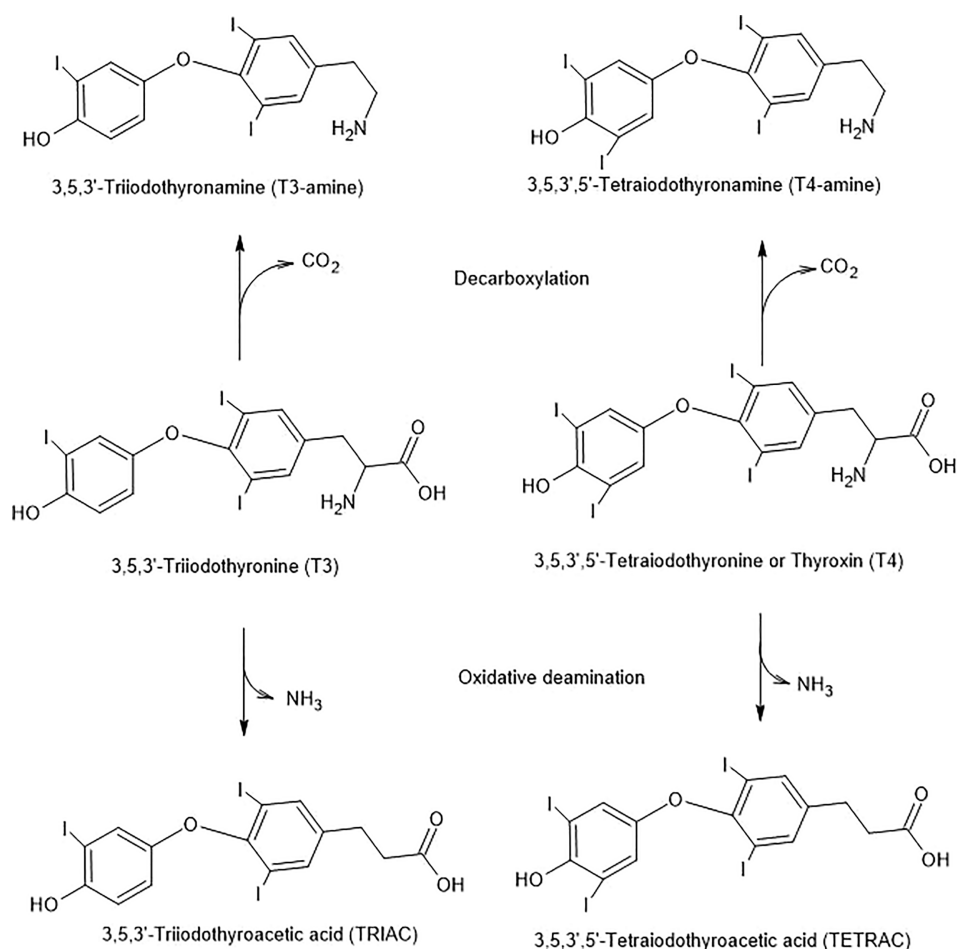 I
O
I
I
HO
H2N
3,5,3'-Triiodothyronamine (T3-amine)
I
O
I
I
HO
I
H2N
3,5,3',5'-Tetraiodothyronamine (T4-amine)
CO2
Decarboxylation
CO2
I
O
I
I
HO
H2N
O
OH
3,5,3'-Triiodothyronine (T3)
I
O
I
I
HO
I
H2N
O
OH
3,5,3',5'-Tetraiodothyronine or Thyroxin (T4)
NH3
Oxidative deamination
NH3
I
O
I
I
HO
O
OH
3,5,3'-Triiodothyroacetic acid (TRIAC)
I
O
I
I
HO
I
O
OH
3,5,3',5'-Tetraiodothyroacetic acid (TETRAC)